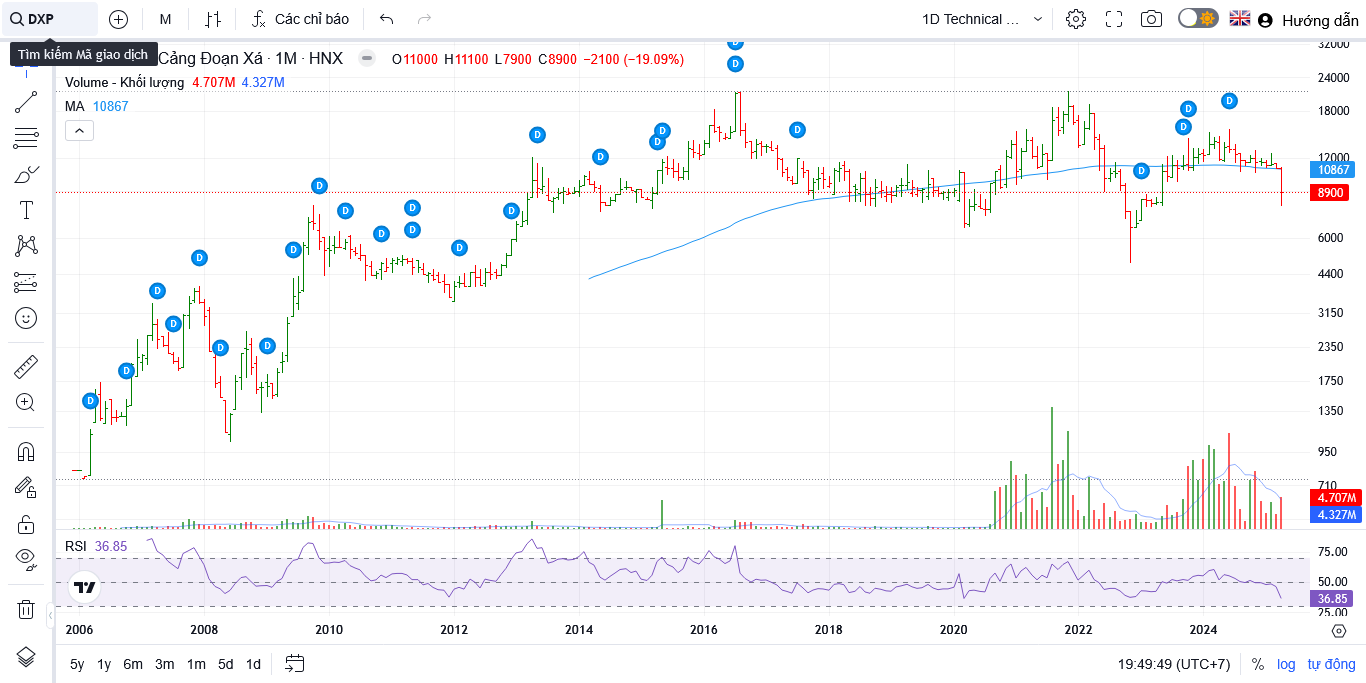 DXP M Các chỉ báo 1D Technical ... Hướng dẫn
Tìm kiếm Mã giao dịch
Cảng Đoạn Xá · 1M · HNX O11000 H11100 L7900 C8900 −2100 (−19.09%)
Volume - Khối lượng 4.707M 4.327M
MA 10867
32000
24000
18000
12000
10867
8900
6000
4400
3150
2350
1750
1350
950
710
4.707M
4.327M
D D D D D D D D D D D D D D D D D D D D D D D D D D D
RSI 36.85
75.00
50.00
36.85
25.00
2006 2008 2010 2012 2014 2016 2018 2020 2022 2024
5y 1y 6m 3m 1m 5d 1d 19:49:49 (UTC+7) % log tự động